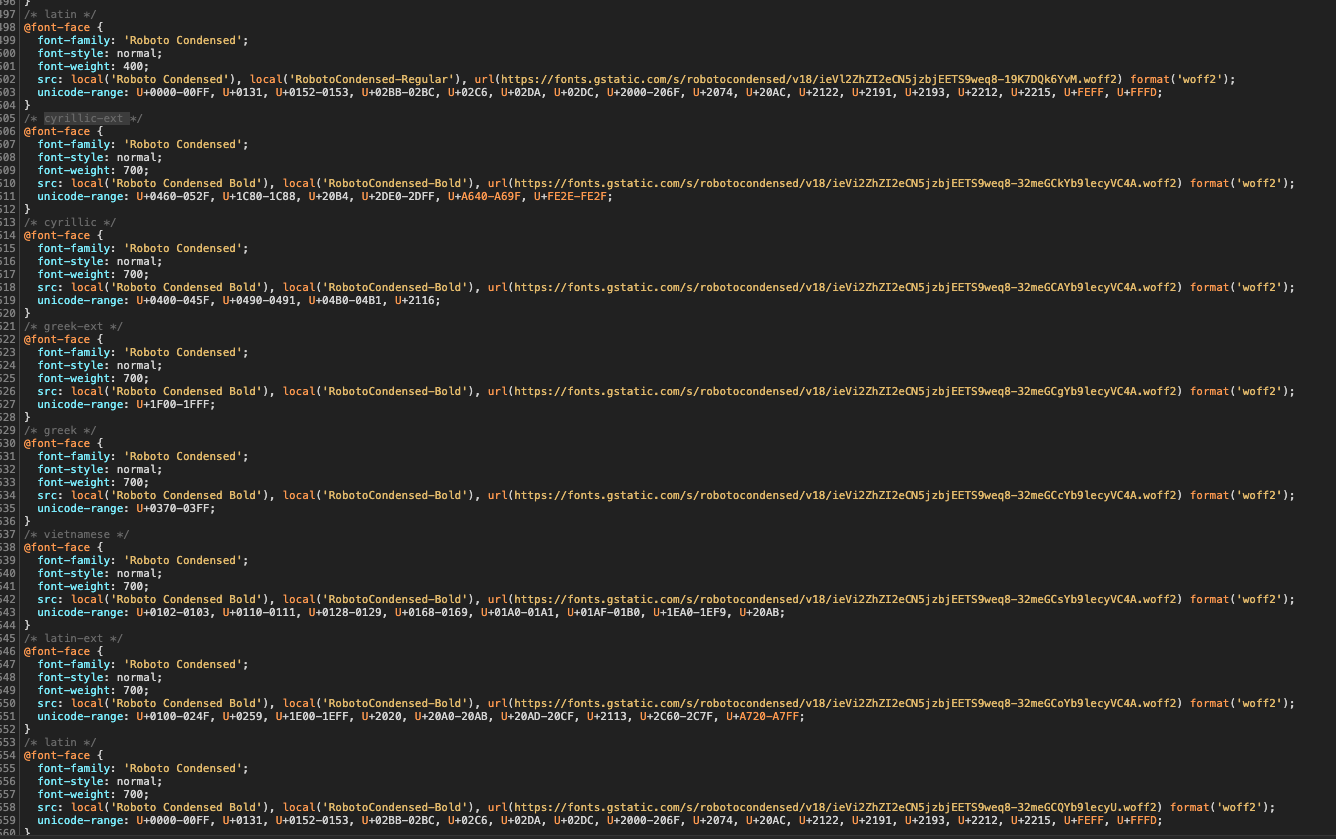 496 }
497 /* latin */
498 @font-face {
499 font-family: 'Roboto Condensed';
500 font-style: normal;
501 font-weight: 400;
502 src: local('Roboto Condensed'), local('RobotoCondensed-Regular'), url(https://fonts.gstatic.com/s/robotocondensed/v18/ieVl2ZhZI2eCN5jzbjEETS9weq8-19K7DQk6YvM.woff2) format('woff2');
503 unicode-range: U+0000-00FF, U+0131, U+0152-0153, U+02BB-02BC, U+02C6, U+02DA, U+02DC, U+2000-206F, U+2074, U+20AC, U+2122, U+2191, U+2193, U+2212, U+2215, U+FEFF, U+FFFD;
504 }
505 /* cyrillic-ext */
506 @font-face {
507 font-family: 'Roboto Condensed';
508 font-style: normal;
509 font-weight: 700;
510 src: local('Roboto Condensed Bold'), local('RobotoCondensed-Bold'), url(https://fonts.gstatic.com/s/robotocondensed/v18/ieVi2ZhZI2eCN5jzbjEETS9weq8-32meGCkYb9lecyVC4A.woff2) format('woff2');
511 unicode-range: U+0460-052F, U+1C80-1C88, U+20B4, U+2DE0-2DFF, U+A640-A69F, U+FE2E-FE2F;
512 }
513 /* cyrillic */
514 @font-face {
515 font-family: 'Roboto Condensed';
516 font-style: normal;
517 font-weight: 700;
518 src: local('Roboto Condensed Bold'), local('RobotoCondensed-Bold'), url(https://fonts.gstatic.com/s/robotocondensed/v18/ieVi2ZhZI2eCN5jzbjEETS9weq8-32meGCAYb9lecyVC4A.woff2) format('woff2');
519 unicode-range: U+0400-045F, U+0490-0491, U+04B0-04B1, U+2116;
520 }
521 /* greek-ext */
522 @font-face {
523 font-family: 'Roboto Condensed';
524 font-style: normal;
525 font-weight: 700;
526 src: local('Roboto Condensed Bold'), local('RobotoCondensed-Bold'), url(https://fonts.gstatic.com/s/robotocondensed/v18/ieVi2ZhZI2eCN5jzbjEETS9weq8-32meGCgYb9lecyVC4A.woff2) format('woff2');
527 unicode-range: U+1F00-1FFF;
528 }
529 /* greek */
530 @font-face {
531 font-family: 'Roboto Condensed';
532 font-style: normal;
533 font-weight: 700;
534 src: local('Roboto Condensed Bold'), local('RobotoCondensed-Bold'), url(https://fonts.gstatic.com/s/robotocondensed/v18/ieVi2ZhZI2eCN5jzbjEETS9weq8-32meGCcYb9lecyVC4A.woff2) format('woff2');
535 unicode-range: U+0370-03FF;
536 }
537 /* vietnamese */
538 @font-face {
539 font-family: 'Roboto Condensed';
540 font-style: normal;
541 font-weight: 700;
542 src: local('Roboto Condensed Bold'), local('RobotoCondensed-Bold'), url(https://fonts.gstatic.com/s/robotocondensed/v18/ieVi2ZhZI2eCN5jzbjEETS9weq8-32meGCsYb9lecyVC4A.woff2) format('woff2');
543 unicode-range: U+0102-0103, U+0110-0111, U+0128-0129, U+0168-0169, U+01A0-01A1, U+01AF-01B0, U+1EA0-1EF9, U+20AB;
544 }
545 /* latin-ext */
546 @font-face {
547 font-family: 'Roboto Condensed';
548 font-style: normal;
549 font-weight: 700;
550 src: local('Roboto Condensed Bold'), local('RobotoCondensed-Bold'), url(https://fonts.gstatic.com/s/robotocondensed/v18/ieVi2ZhZI2eCN5jzbjEETS9weq8-32meGCoYb9lecyVC4A.woff2) format('woff2');
551 unicode-range: U+0100-024F, U+0259, U+1E00-1EFF, U+2020, U+20A0-20AB, U+20AD-20CF, U+2113, U+2C60-2C7F, U+A720-A7FF;
552 }
553 /* latin */
554 @font-face {
555 font-family: 'Roboto Condensed';
556 font-style: normal;
557 font-weight: 700;
558 src: local('Roboto Condensed Bold'), local('RobotoCondensed-Bold'), url(https://fonts.gstatic.com/s/robotocondensed/v18/ieVi2ZhZI2eCN5jzbjEETS9weq8-32meGCQYb9lecyU.woff2) format('woff2');
559 unicode-range: U+0000-00FF, U+0131, U+0152-0153, U+02BB-02BC, U+02C6, U+02DA, U+02DC, U+2000-206F, U+2074, U+20AC, U+2122, U+2191, U+2193, U+2212, U+2215, U+FEFF, U+FFFD;
560 }